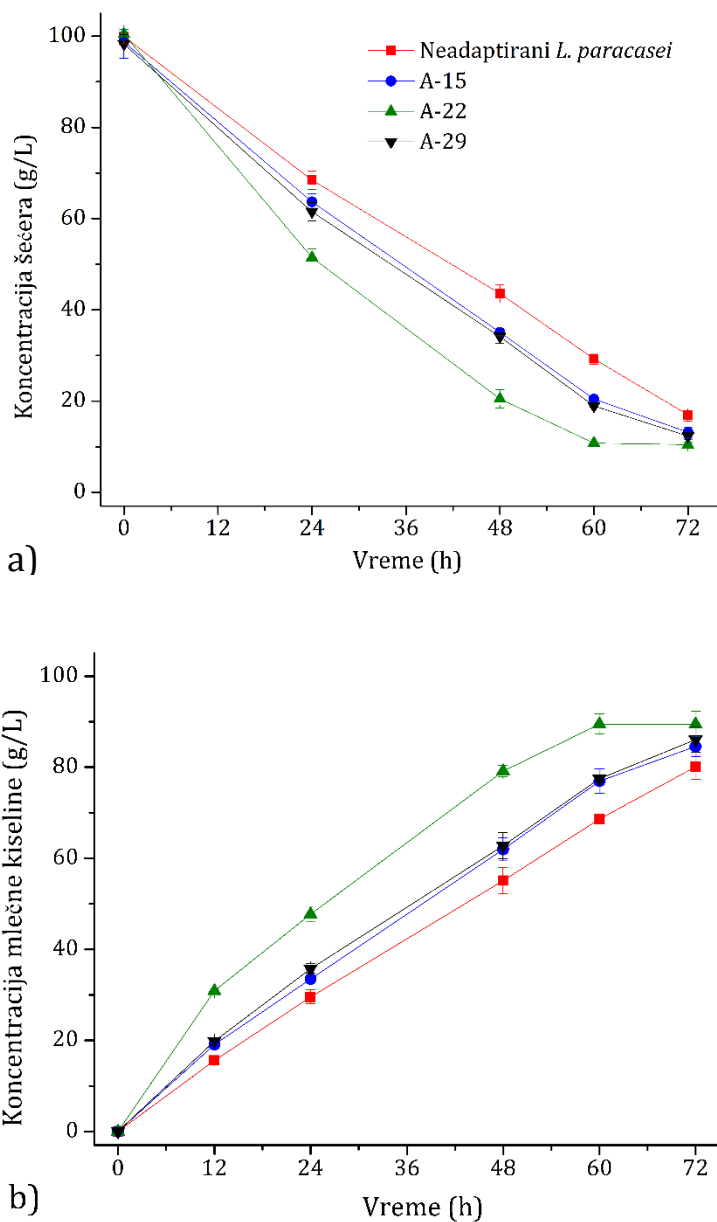 100
80
60
40
20
0
Koncentracija šećera (g/L)
Neadaptirani L. paracasei
A-15
A-22
A-29
0 12 24 36 48 60 72
Vreme (h)
a)
100
80
60
40
20
0
Koncentracija mlečne kiseline (g/L)
0 12 24 36 48 60 72
Vreme (h)
b)